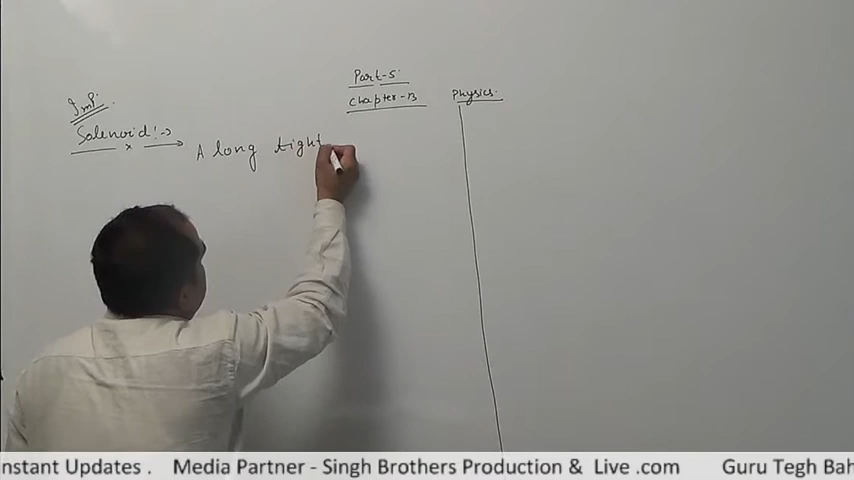 Part-5
Chapter-13
Physics
Imp.
Solenoid:->
A long tight
nstant Updates .    Media Partner - Singh Brothers Production &  Live .com    Guru Tegh Bah